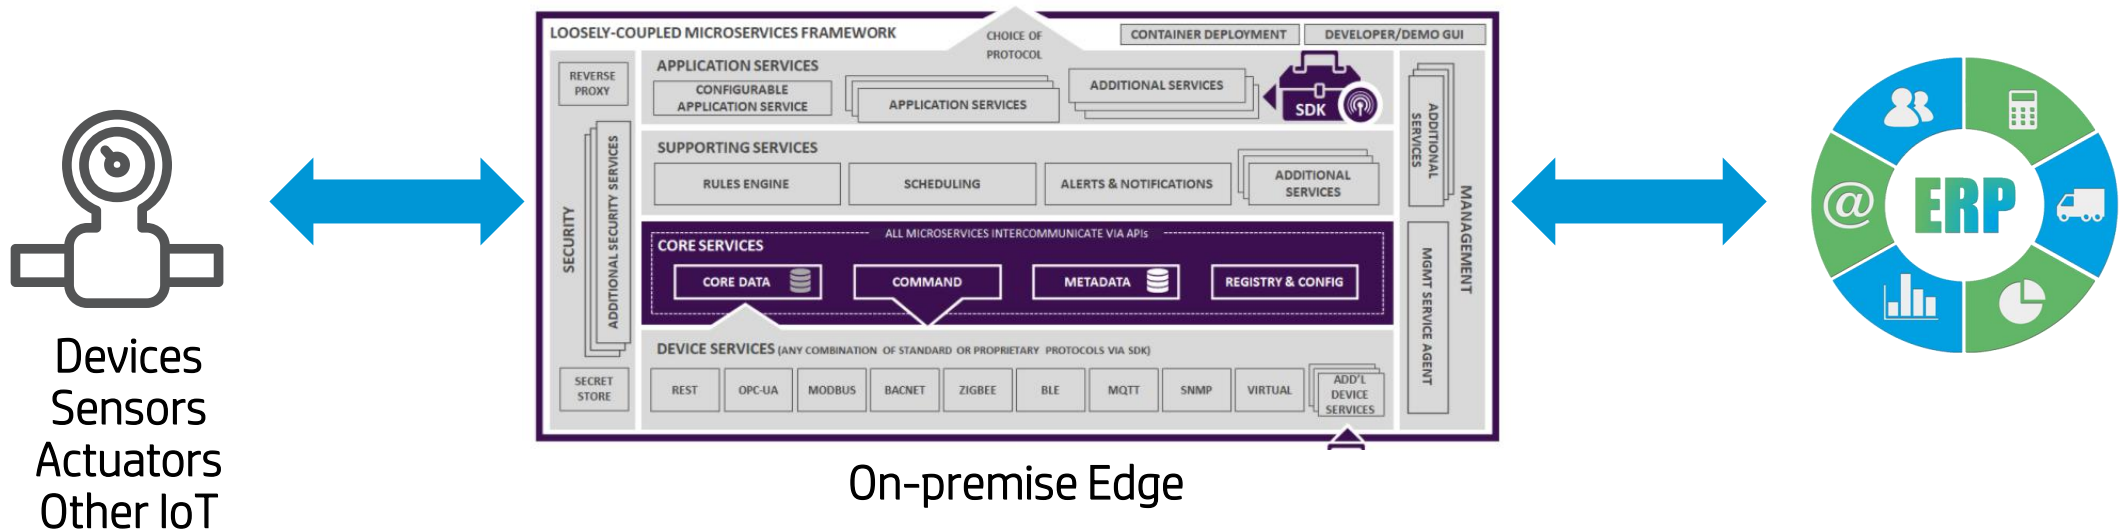 LOOSELY-COUPLED MICROSERVICES FRAMEWORK
CHOICE OF
PROTOCOL
CONTAINER DEPLOYMENT
DEVELOPER/DEMO GUI
REVERSE
PROXY
SECURITY
ADDITIONAL SECURITY SERVICES
SECRET
STORE
APPLICATION SERVICES
CONFIGURABLE
APPLICATION SERVICE
APPLICATION SERVICES
ADDITIONAL SERVICES
SDK
SUPPORTING SERVICES
RULES ENGINE
SCHEDULING
ALERTS & NOTIFICATIONS
ADDITIONAL
SERVICES
ALL MICROSERVICES INTERCOMMUNICATE VIA APIs
CORE SERVICES
CORE DATA
COMMAND
METADATA
REGISTRY & CONFIG
DEVICE SERVICES (ANY COMBINATION OF STANDARD OR PROPRIETARY PROTOCOLS VIA SDK)
REST
OPC-UA
MODBUS
BACNET
ZIGBEE
BLE
MQTT
SNMP
VIRTUAL
ADD'L
DEVICE
SERVICES
ADDITIONAL
SERVICES
MANAGEMENT
MGMT SERVICE AGENT
@
ERP
Devices
Sensors
Actuators
Other IoT
On-premise Edge